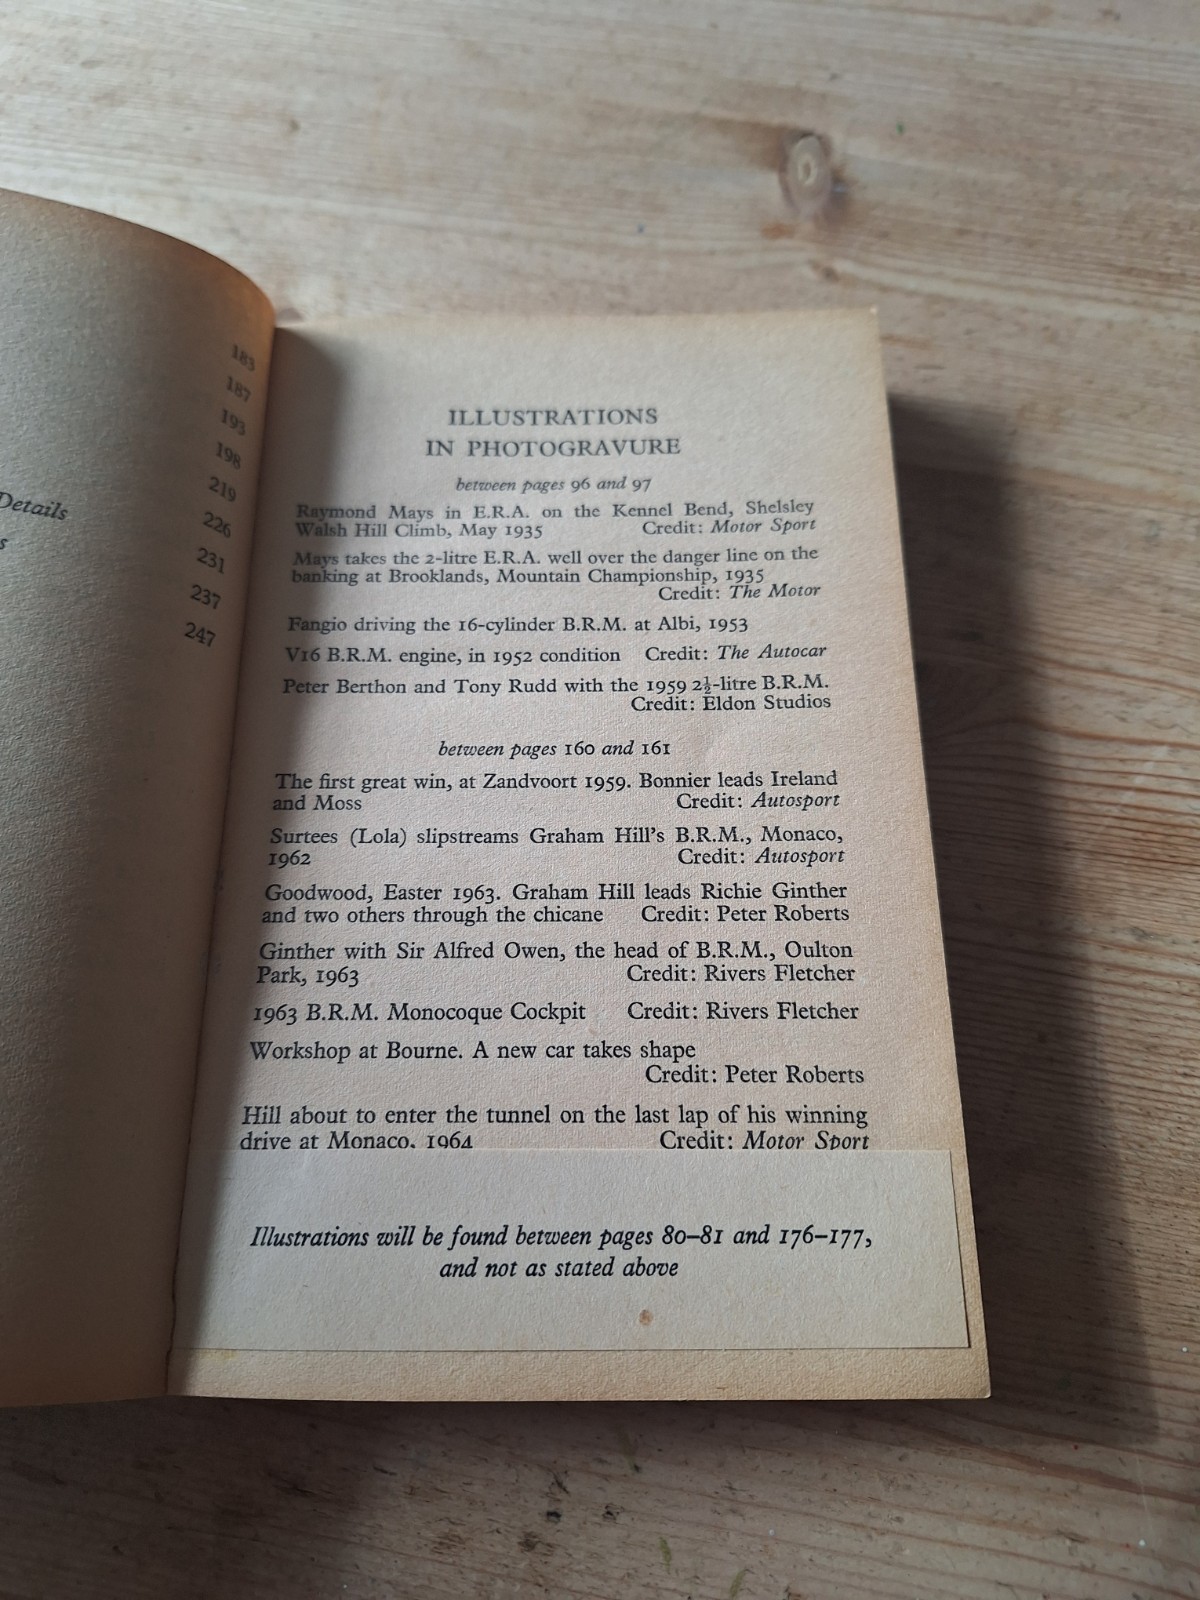 183
187
193
198
Details
219
226
231
237
247
ILLUSTRATIONS
IN PHOTOGRAVURE
between pages 96 and 97
Raymond Mays in E.R.A. on the Kennel Bend, Shelsley
Walsh Hill Climb, May 1935 Credit: Motor Sport
Mays takes the 2-litre E.R.A. well over the danger line on the
banking at Brooklands, Mountain Championship, 1935
Credit: The Motor
Fangio driving the 16-cylinder B.R.M. at Albi, 1953
V16 B.R.M. engine, in 1952 condition Credit: The Autocar
Peter Berthon and Tony Rudd with the 1959 2½-litre B.R.M.
Credit: Eldon Studios
between pages 160 and 161
The first great win, at Zandvoort 1959. Bonnier leads Ireland
and Moss Credit: Autosport
Surtees (Lola) slipstreams Graham Hill's B.R.M., Monaco,
1962 Credit: Autosport
Goodwood, Easter 1963. Graham Hill leads Richie Ginther
and two others through the chicane Credit: Peter Roberts
Ginther with Sir Alfred Owen, the head of B.R.M., Oulton
Park, 1963 Credit: Rivers Fletcher
1963 B.R.M. Monocoque Cockpit Credit: Rivers Fletcher
Workshop at Bourne. A new car takes shape
Credit: Peter Roberts
Hill about to enter the tunnel on the last lap of his winning
drive at Monaco, 1964 Credit: Motor Sport
Illustrations will be found between pages 80–81 and 176–177,
and not as stated above